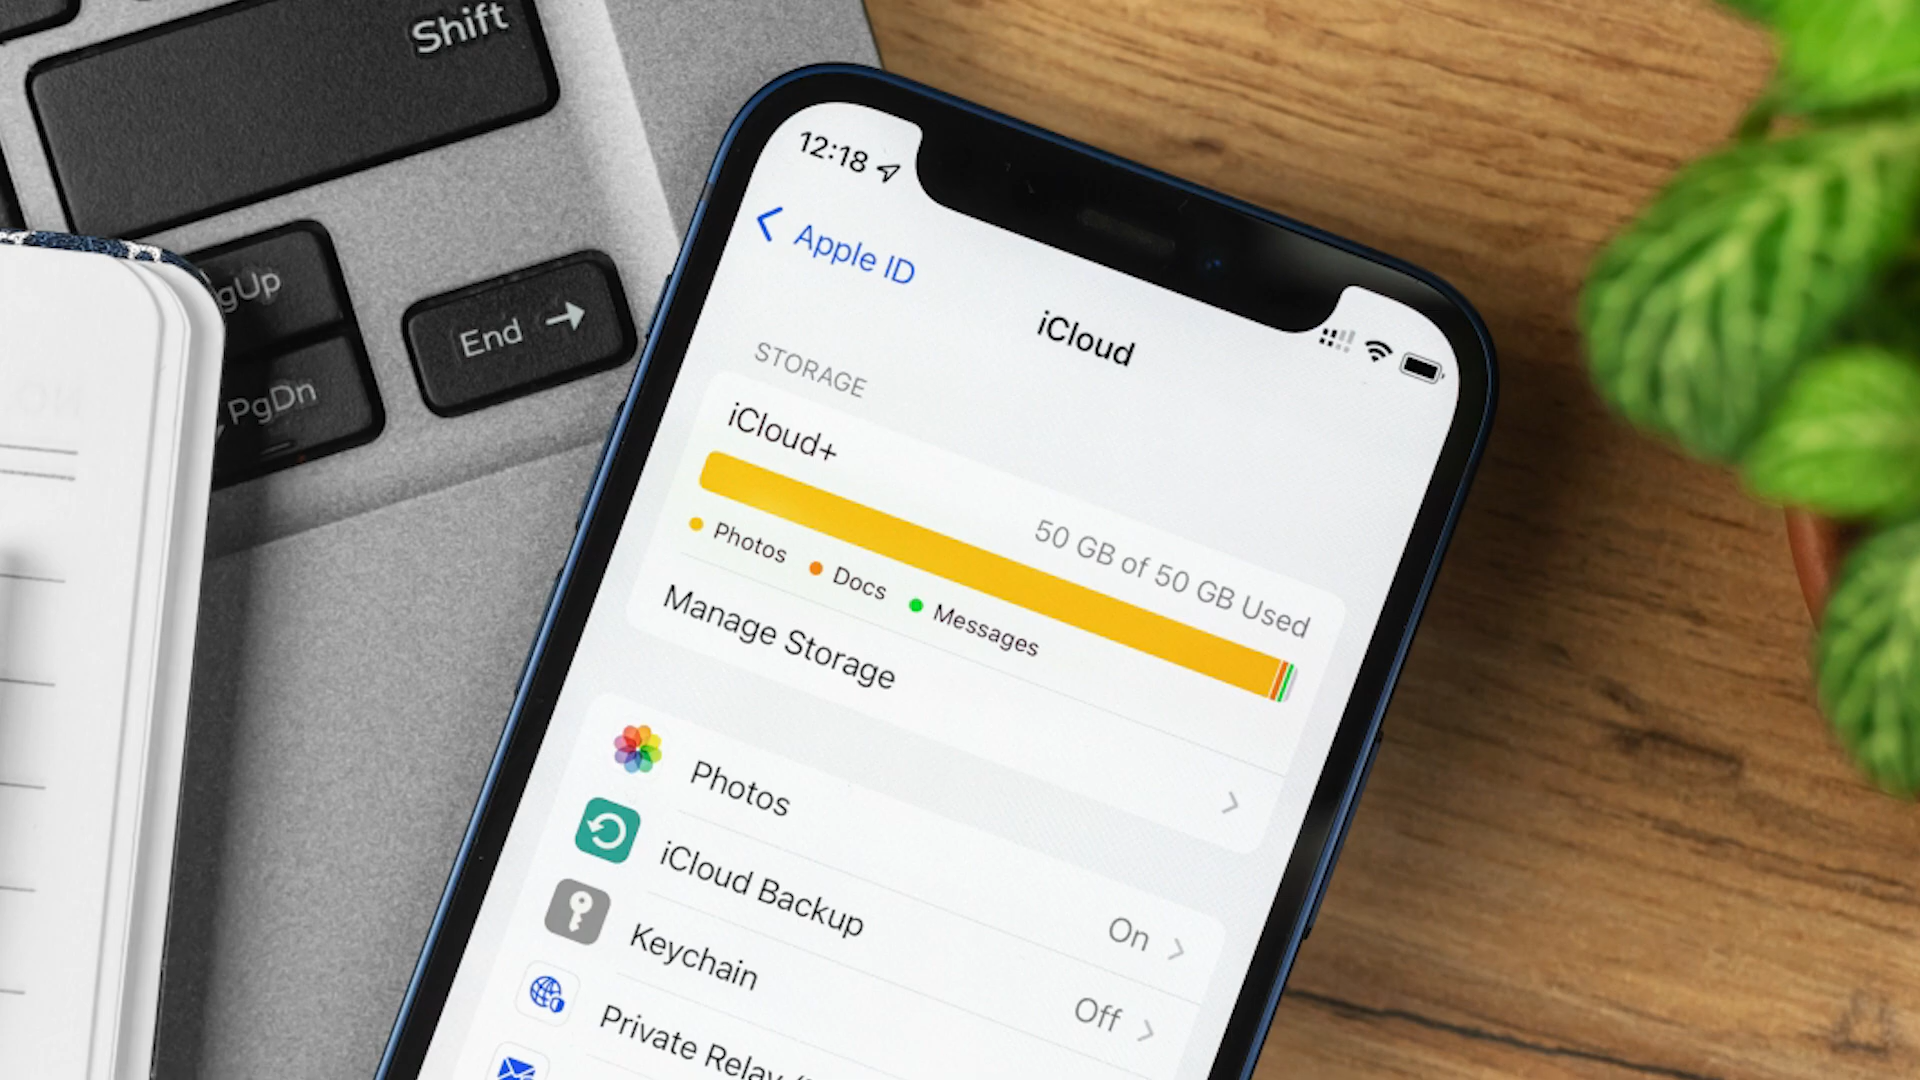 Shift
gUp
End →
PgDn
12:18
Apple ID
iCloud
STORAGE
iCloud+
50 GB of 50 GB Used
Photos Docs Messages
Manage Storage
Photos On
iCloud Backup Off
Keychain
Private Relay